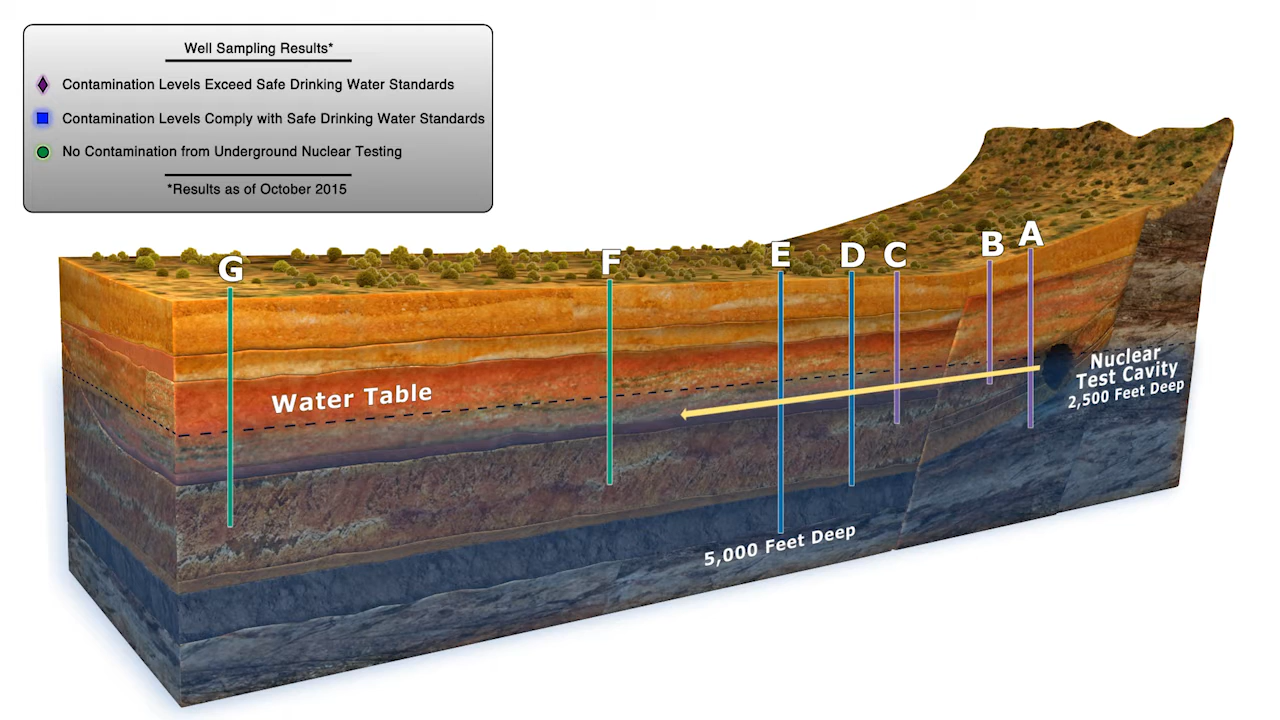 Well Sampling Results*
Contamination Levels Exceed Safe Drinking Water Standards
Contamination Levels Comply with Safe Drinking Water Standards
No Contamination from Underground Nuclear Testing
*Results as of October 2015
G
F
E
D
C
B
A
Water Table
Nuclear
Test Cavity
2,500 Feet Deep
5,000 Feet Deep